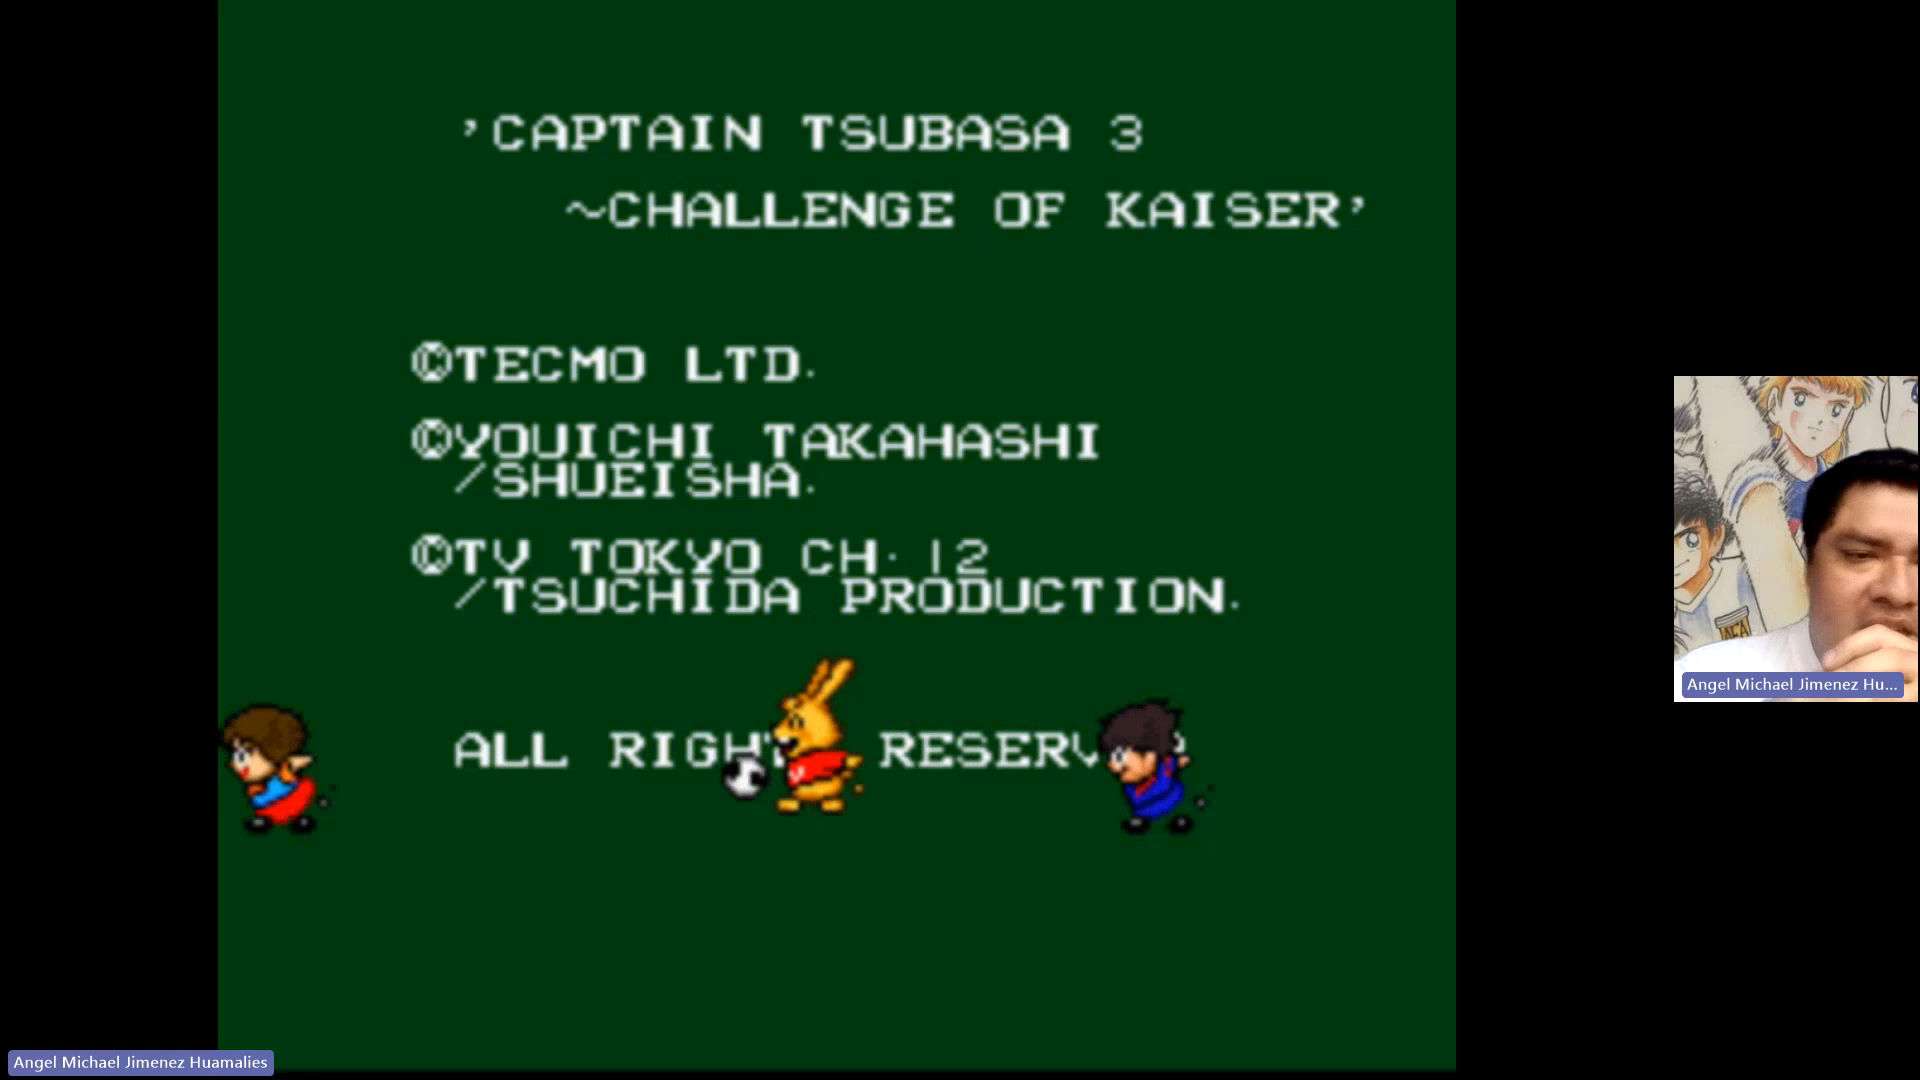 ’CAPTAIN TSUBASA 3
~CHALLENGE OF KAISER’
©TECMO LTD.
©YOUICHI TAKAHASHI
/SHUEISHA.
©TV TOKYO CH. 12
/TSUCHIDA PRODUCTION.
ALL RESERV
AFA
Angel Michael Jimenez Hu...
Angel Michael Jimenez Huamalies